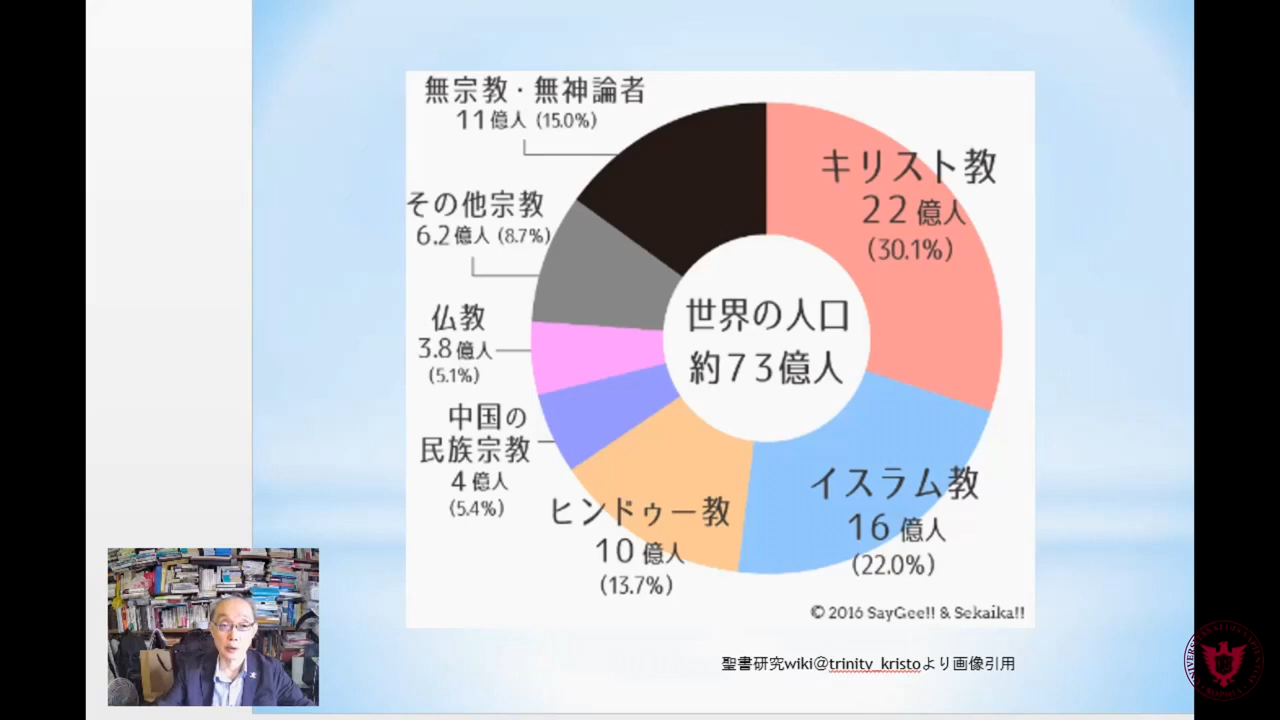 無宗教・無神論者
11億人 (15.0%)
その他宗教
6.2億人 (8.7%)
仏教
3.8億人
(5.1%)
中国の
民族宗教
4億人
(5.4%)
ヒンドゥー教
10億人
(13.7%)
キリスト教
22億人
(30.1%)
イスラム教
16億人
(22.0%)
世界の人口
約73億人
© 2016 SayGee!! & Sekaika!!
聖書研究wiki@trinity_kristoより画像引用